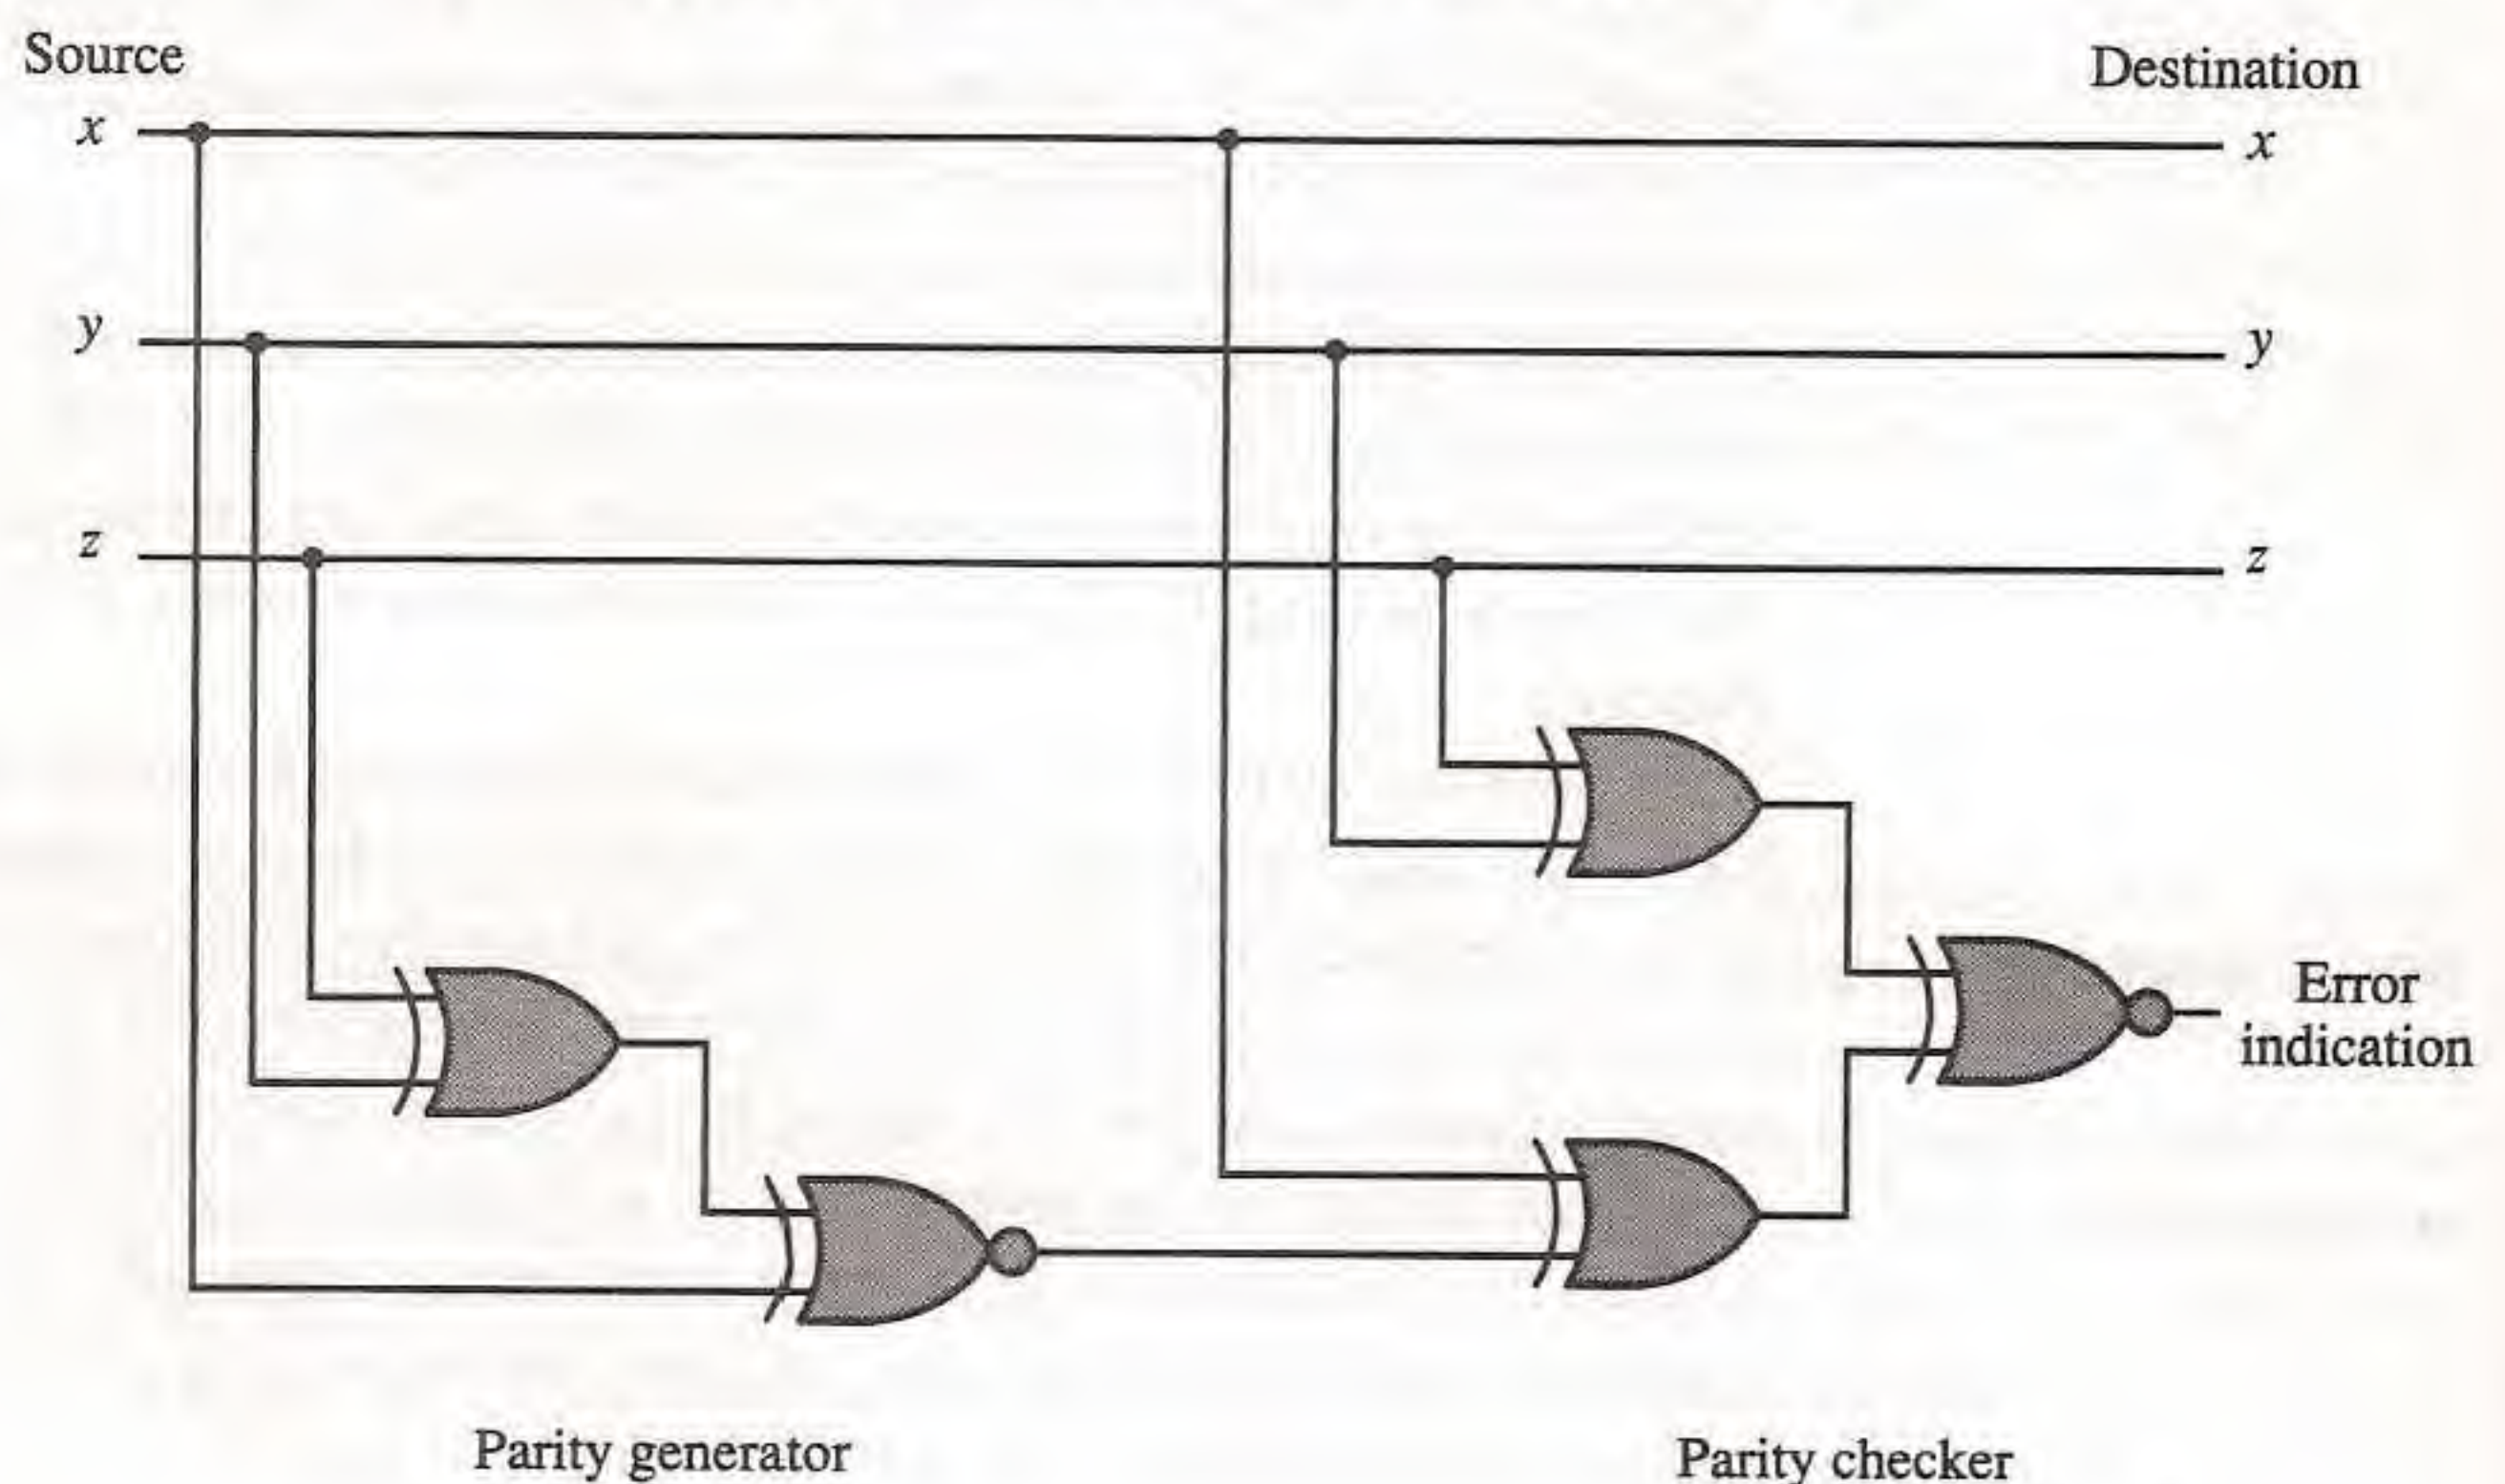 Source
Destination
x
x
y
y
z
z
Error
indication
Parity generator
Parity checker